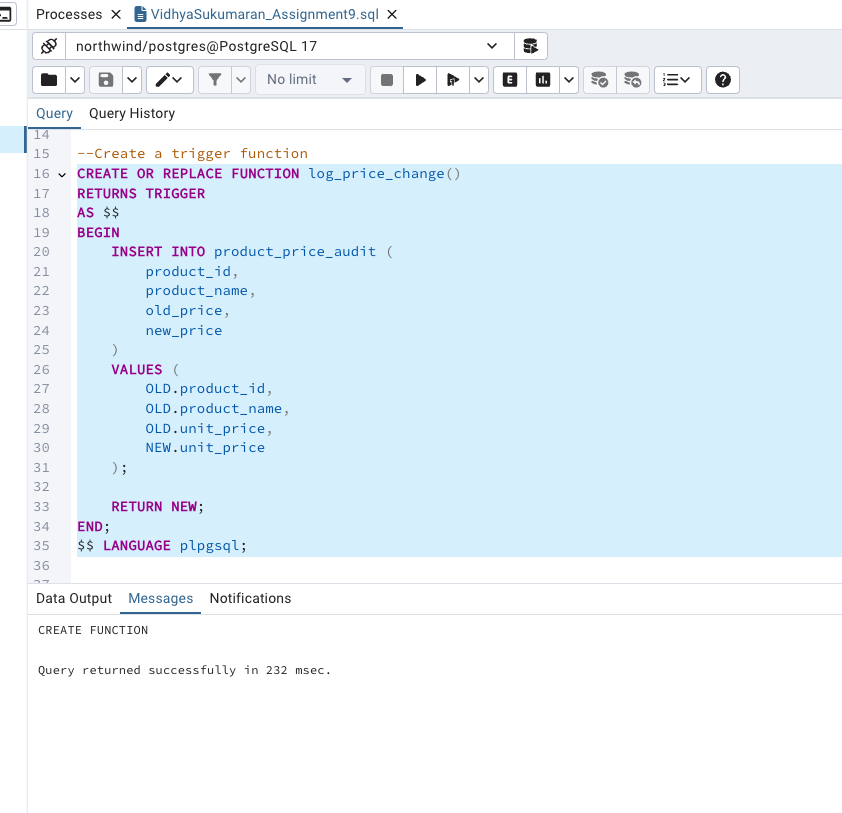 Processes
VidhyaSukumaran_Assignment9.sql
northwind/postgres@PostgreSQL 17
No limit
E
Query Query History
14
15 --Create a trigger function
16 CREATE OR REPLACE FUNCTION log_price_change()
17 RETURNS TRIGGER
18 AS $$
19 BEGIN
20 INSERT INTO product_price_audit (
21 product_id,
22 product_name,
23 old_price,
24 new_price
25 )
26 VALUES (
27 OLD.product_id,
28 OLD.product_name,
29 OLD.unit_price,
30 NEW.unit_price
31 );
32
33 RETURN NEW;
34 END;
35 $$ LANGUAGE plpgsql;
36
Data Output Messages Notifications
CREATE FUNCTION
Query returned successfully in 232 msec.